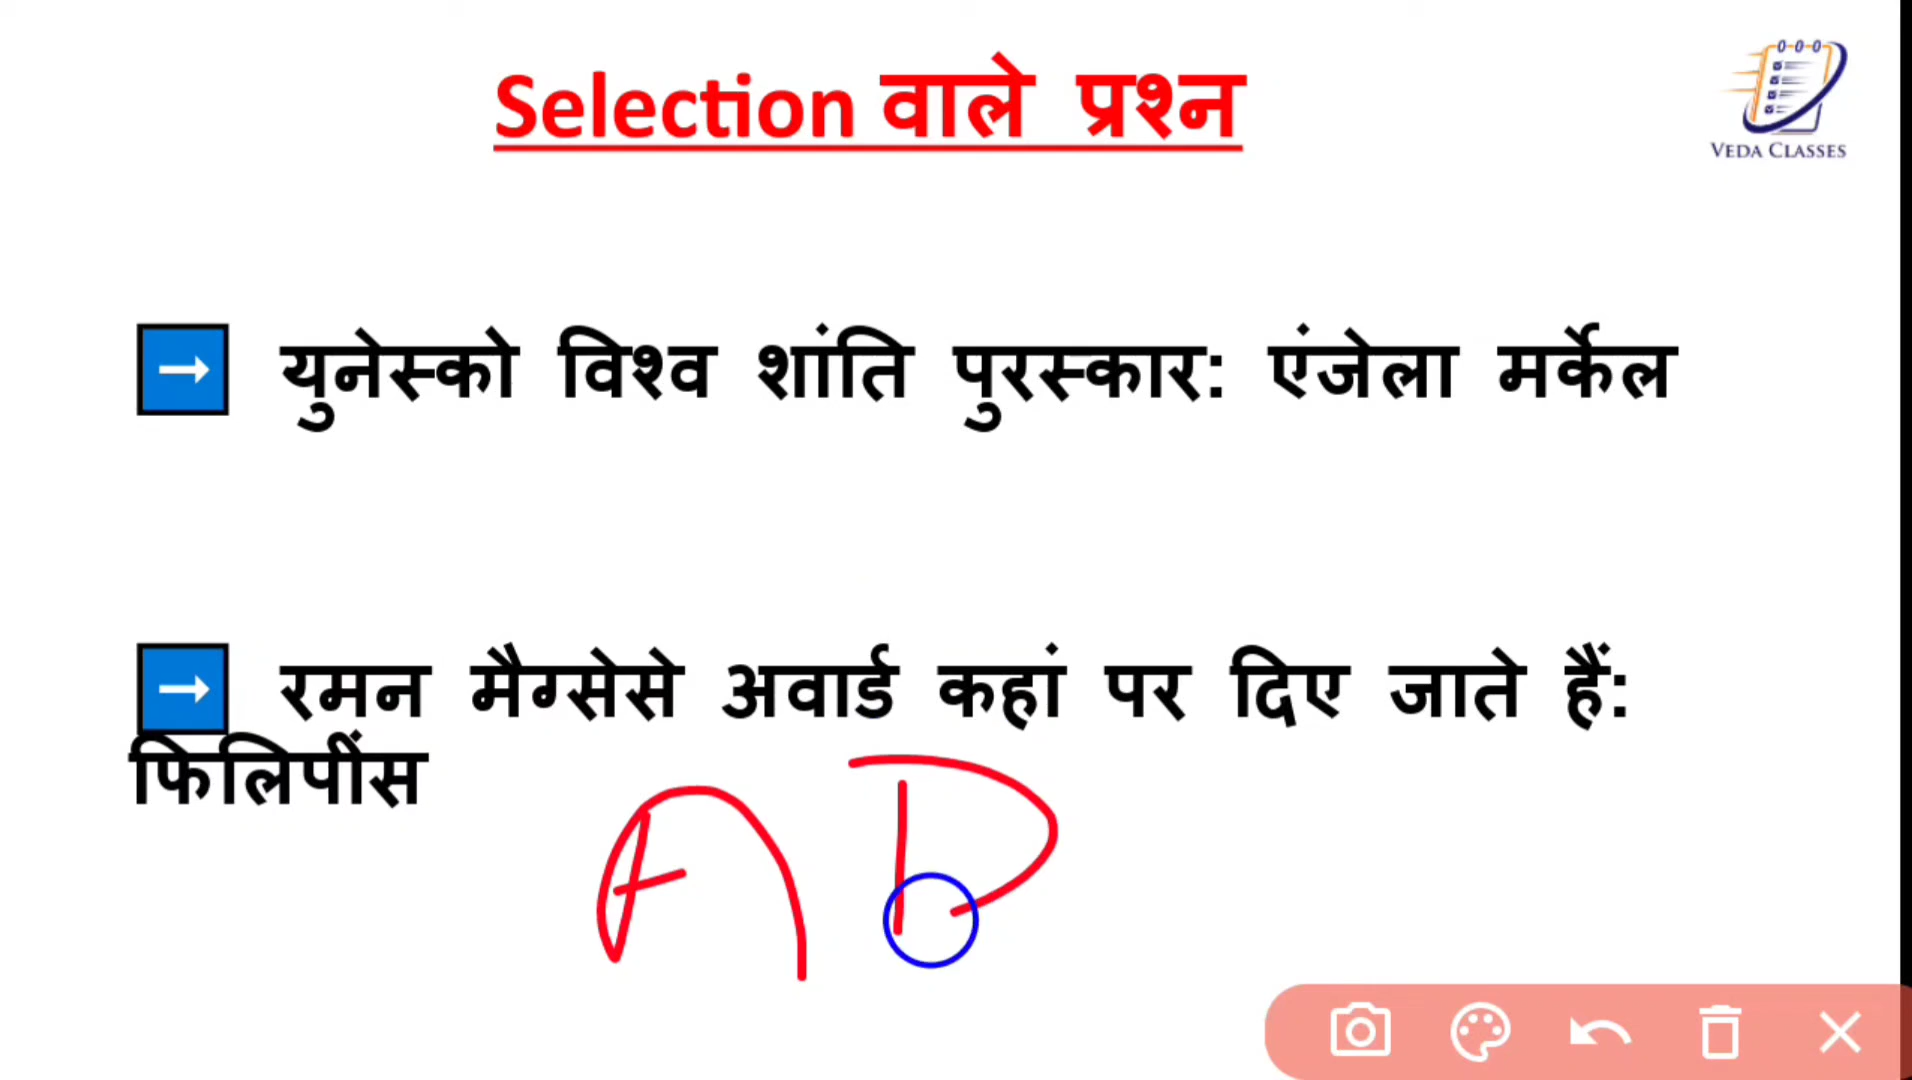 Selection वाले प्रश्न
VEDA CLASSES
→ युनेस्को विश्व शांति पुरस्कार: एंजेला मर्केल
→ रमन मैग्सेसे अवार्ड कहां पर दिए जाते हैं:
फिलिपींस
A D